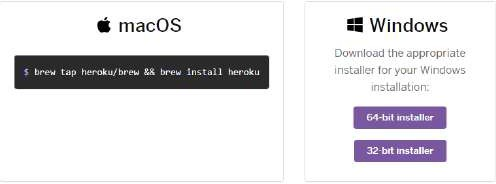 macOS
$ brew tap heroku/brew && brew install heroku
Windows
Download the appropriate
installer for your Windows
installation:
64-bit installer
32-bit installer